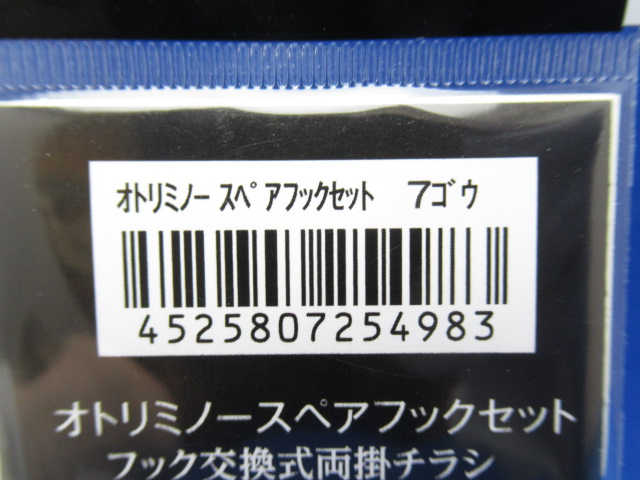 ｵﾄﾘﾐﾉｰ ｽﾍﾟｱﾌｯｸｾｯﾄ 7ｺﾞｳ
4525807254983
オトリミノースペアフックセット
フック交換式両掛チラシ